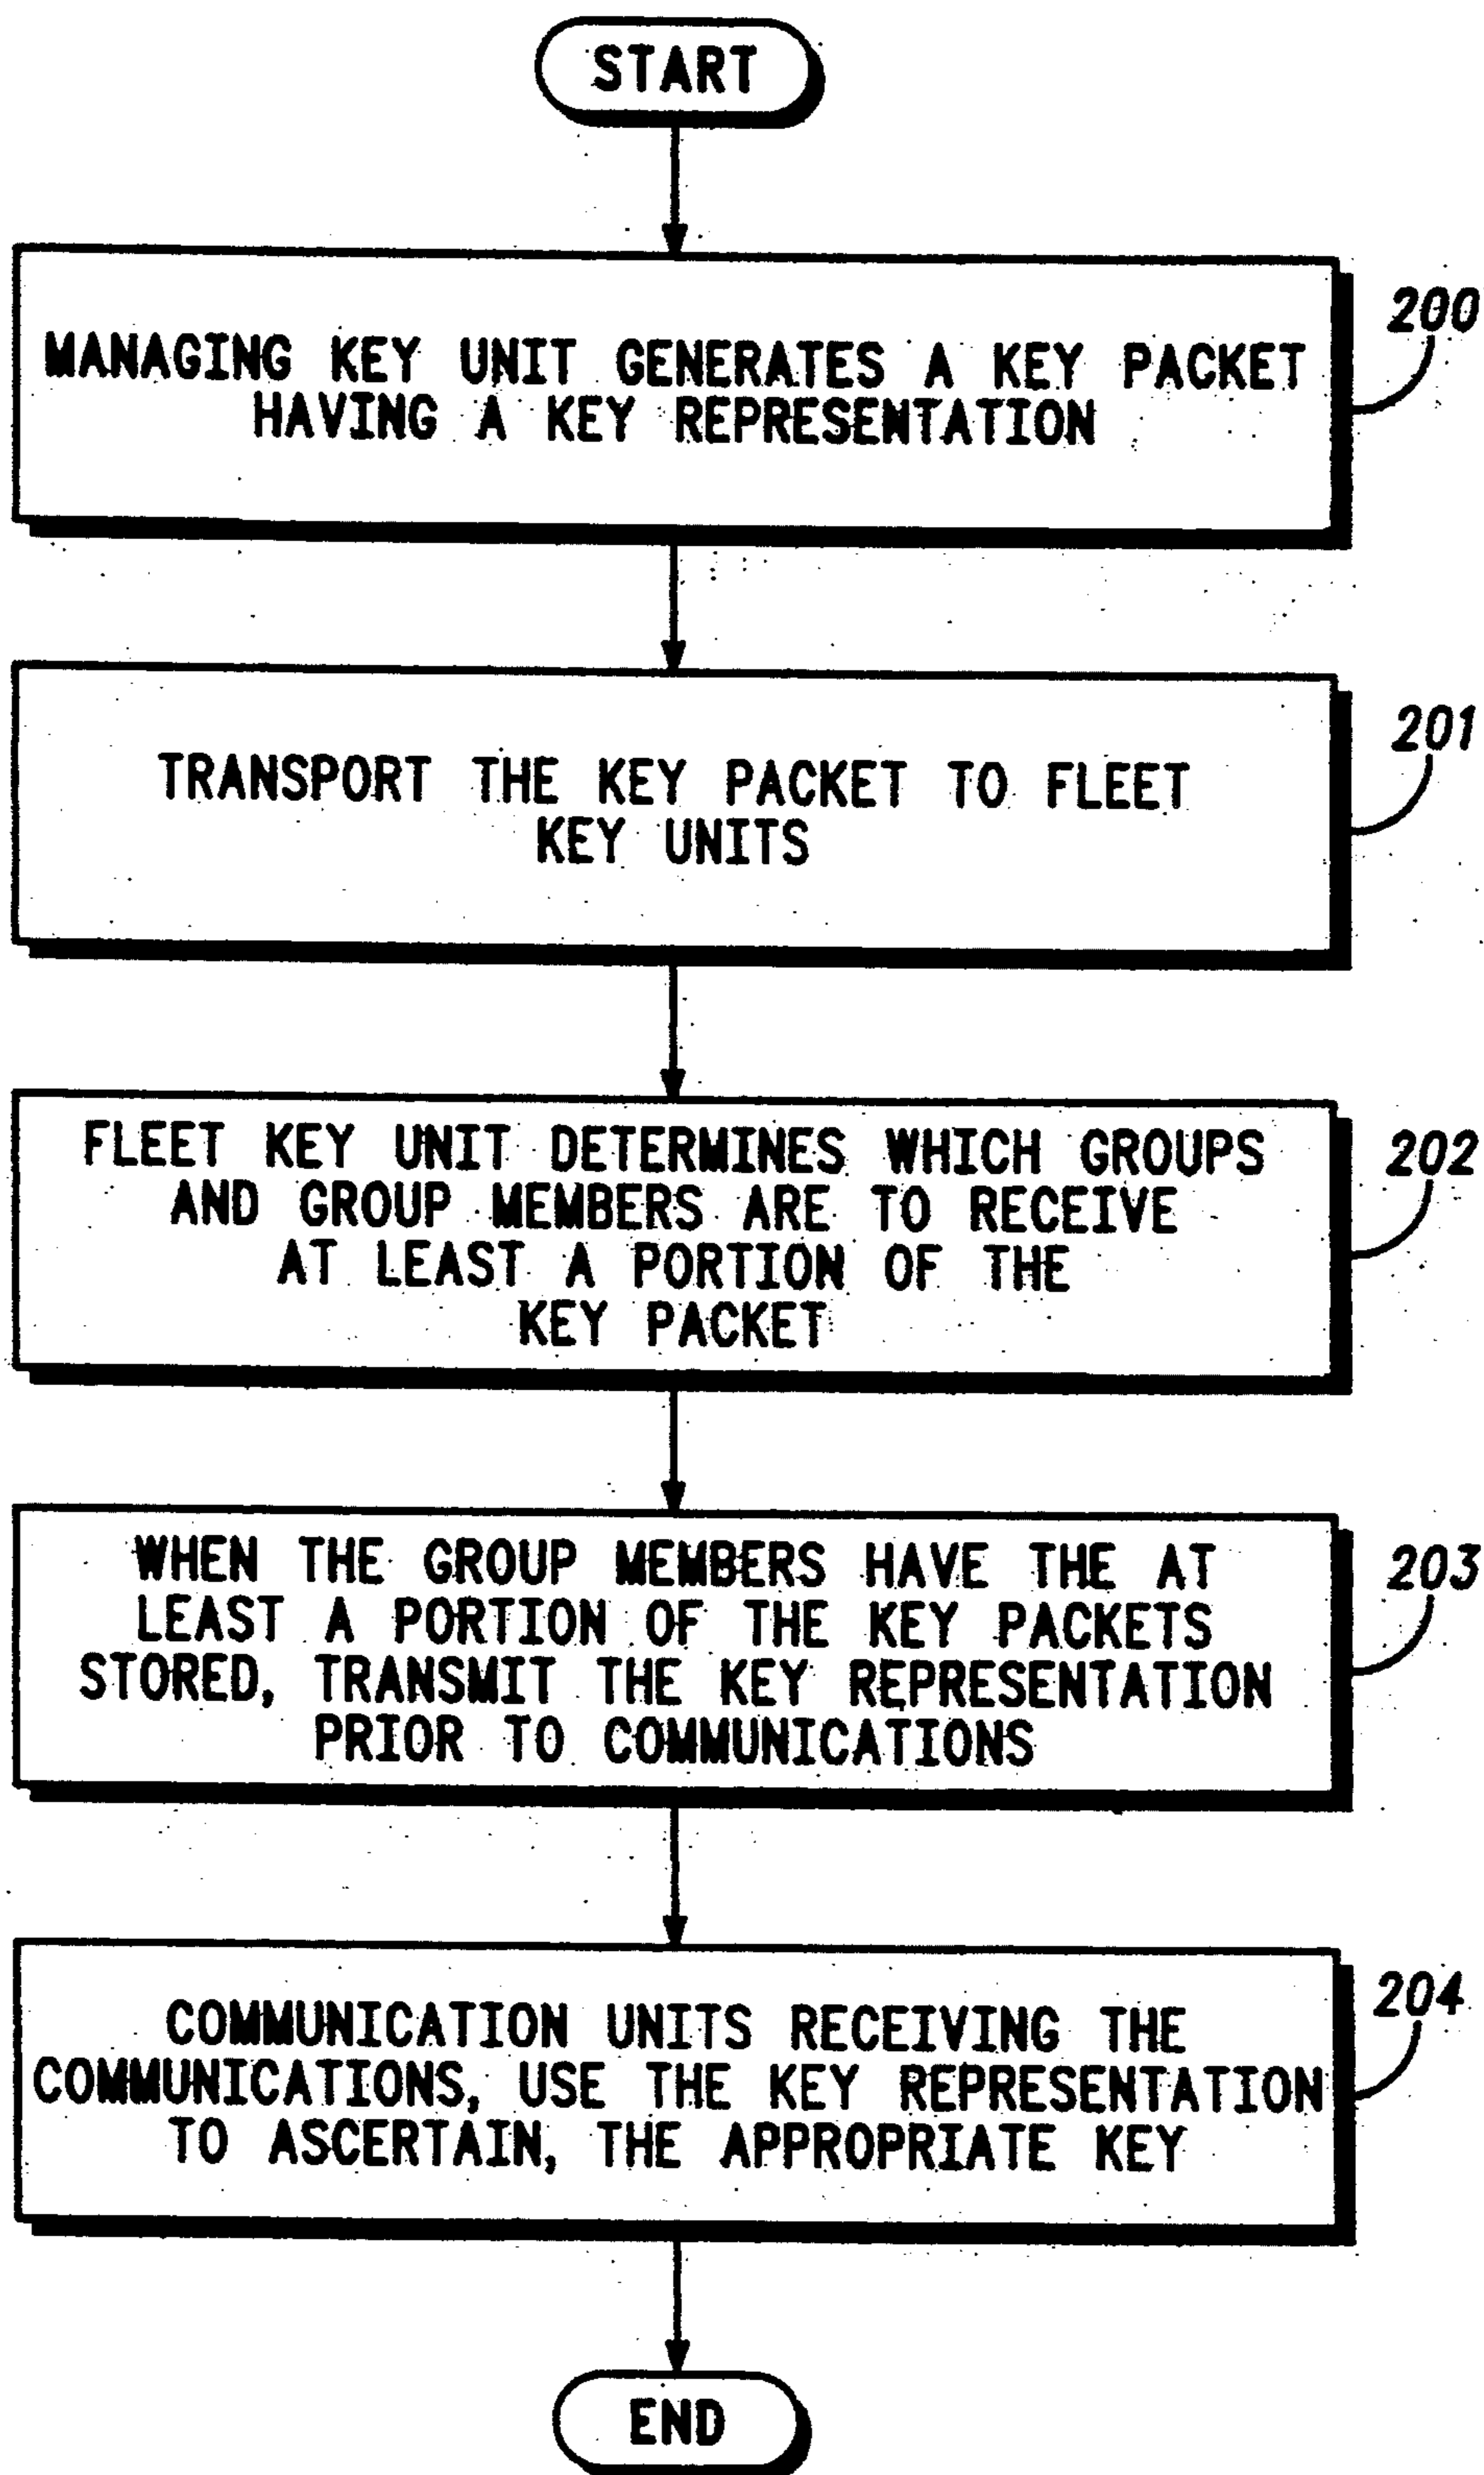 START
MANAGING KEY UNIT GENERATES A KEY PACKET
HAVING A KEY REPRESENTATION
200
TRANSPORT THE KEY PACKET TO FLEET
KEY UNITS
201
FLEET KEY UNIT DETERMINES WHICH GROUPS
AND GROUP MEMBERS ARE TO RECEIVE
AT LEAST A PORTION OF THE
KEY PACKET
202
WHEN THE GROUP MEMBERS HAVE THE AT
LEAST A PORTION OF THE KEY PACKETS
STORED, TRANSMIT THE KEY REPRESENTATION
PRIOR TO COMMUNICATIONS
203
COMMUNICATION UNITS RECEIVING THE
COMMUNICATIONS, USE THE KEY REPRESENTATION
TO ASCERTAIN, THE APPROPRIATE KEY
204
END